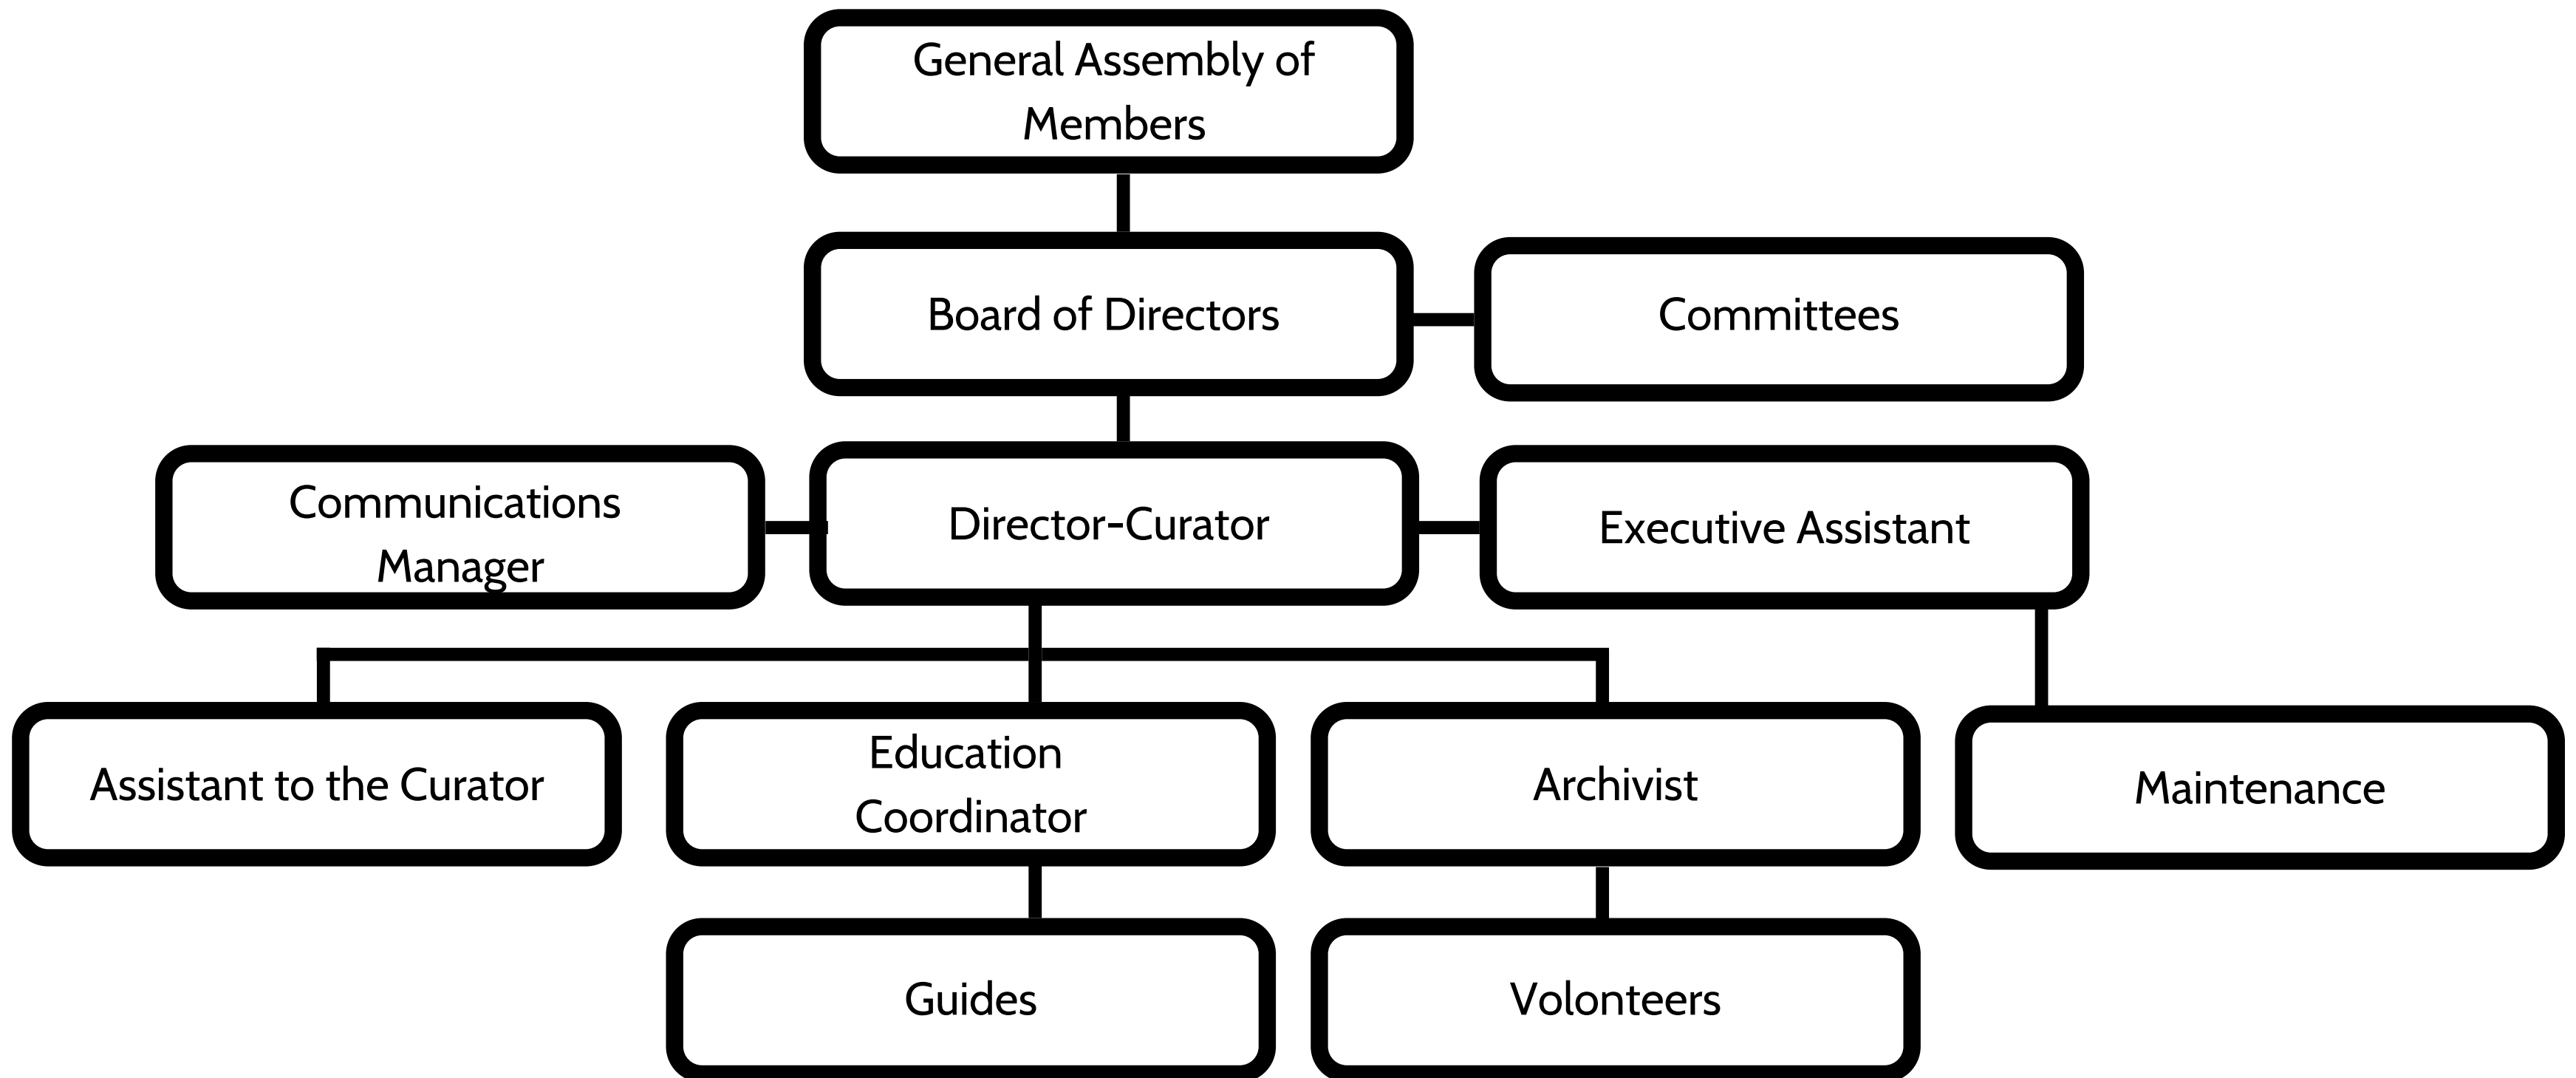 General Assembly of
Members
Board of Directors
Committees
Communications
Manager
Director-Curator
Executive Assistant
Assistant to the Curator
Education
Coordinator
Archivist
Maintenance
Guides
Volonteers